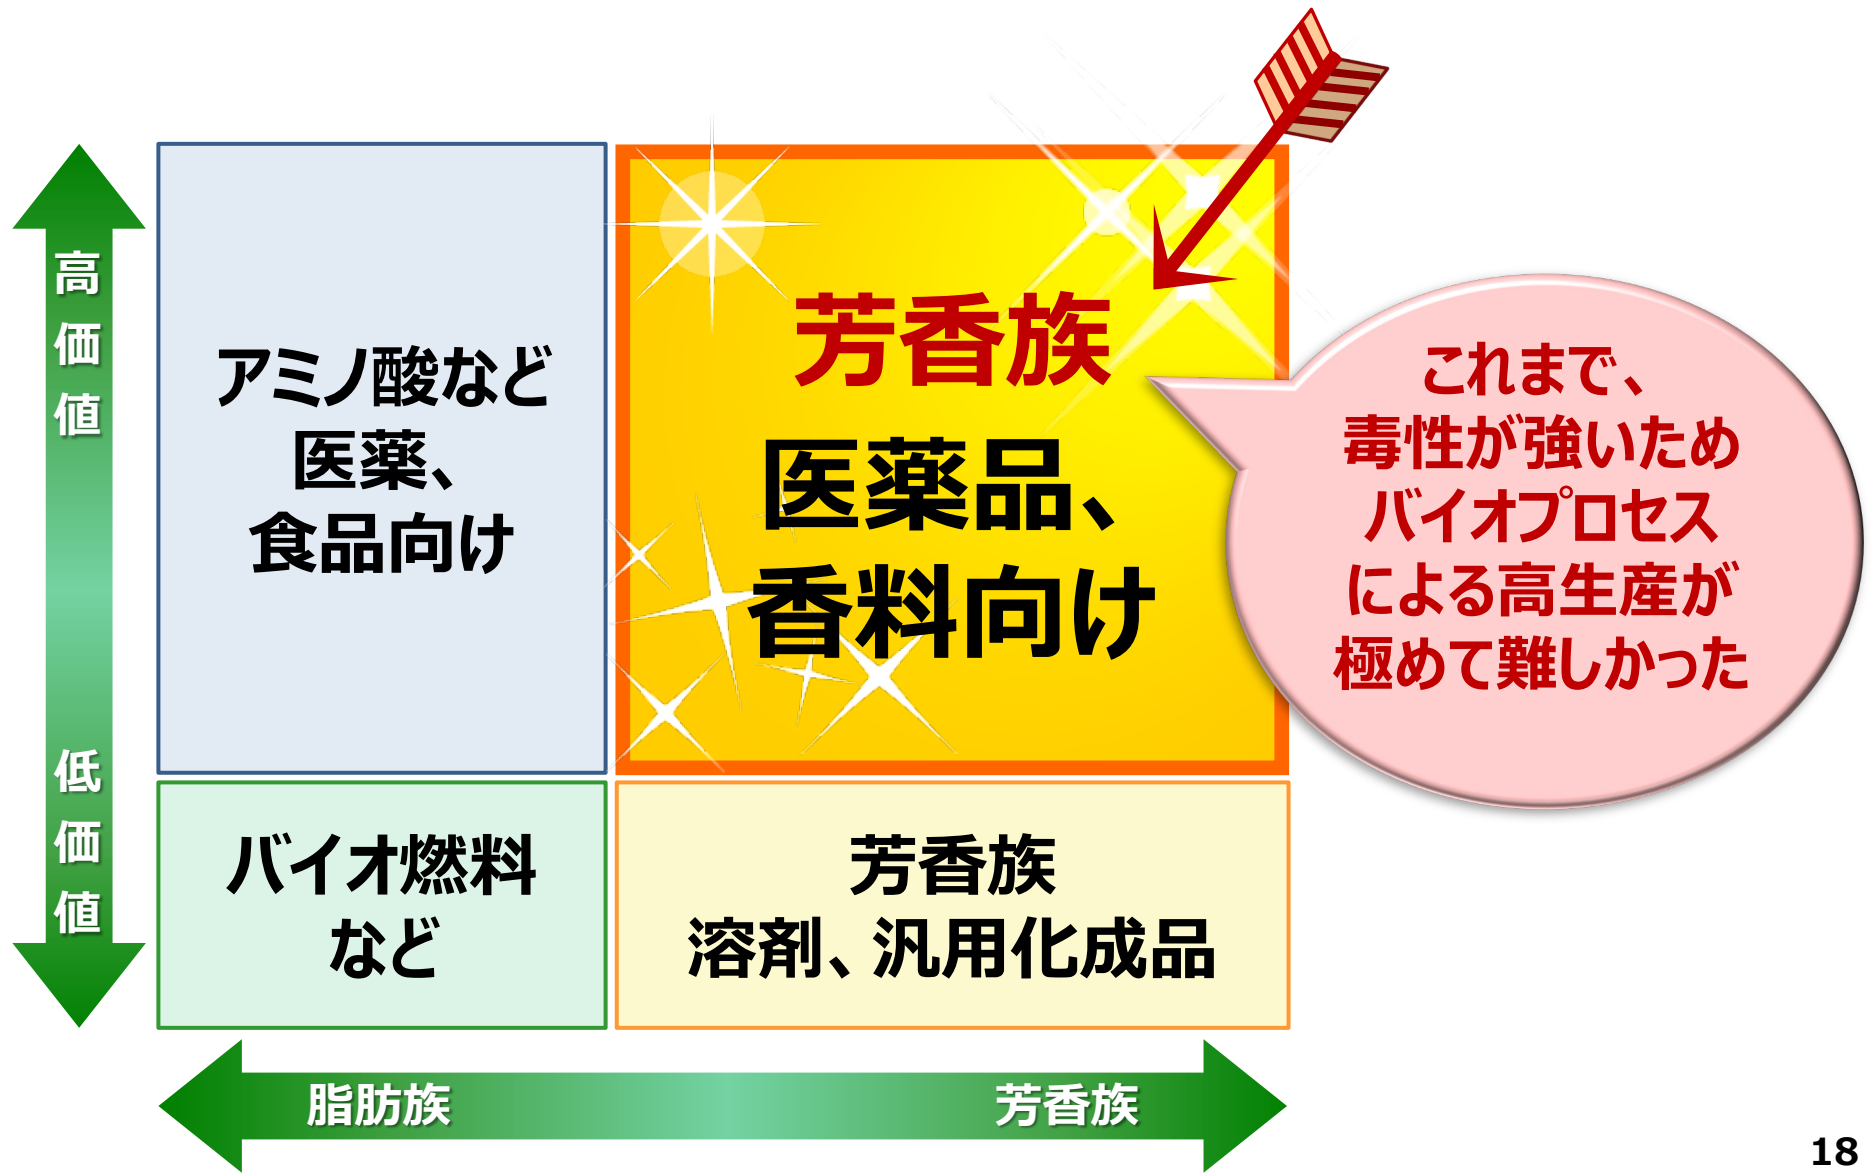 高
価
値
低
価
値
アミノ酸など
医薬、
食品向け
芳香族
医薬品、
香料向け
これまで、
毒性が強いため
バイオプロセス
による高生産が
極めて難しかった
バイオ燃料
など
芳香族
溶剤、汎用化成品
脂肪族
芳香族
18